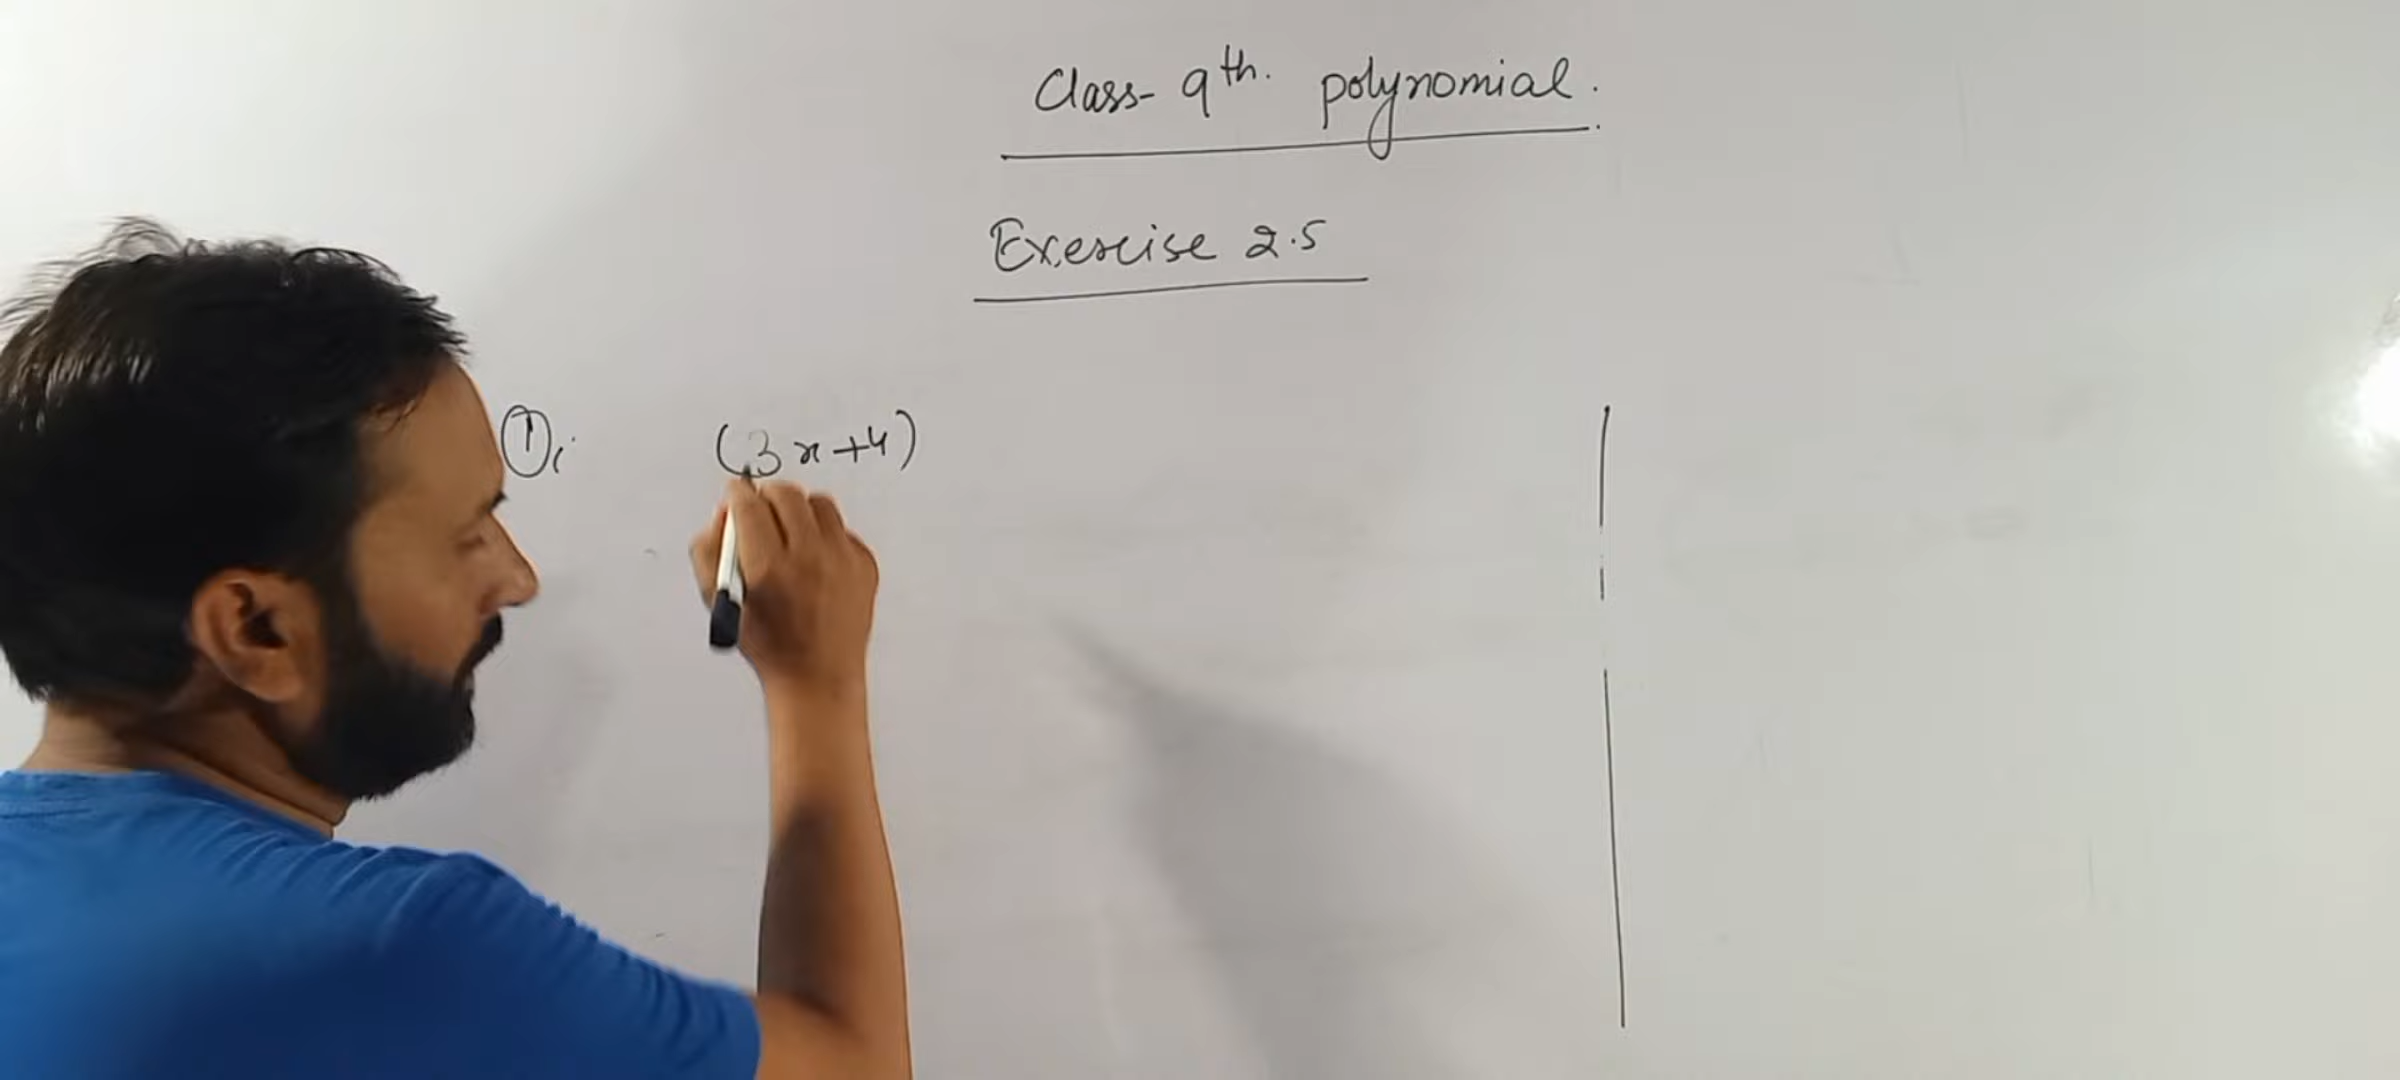 Class- 9th. polynomial.
Exercise 2.5
①i (3x+4)